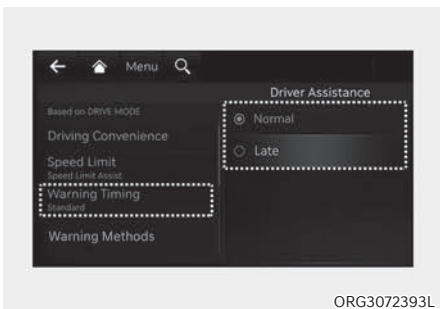 Menu
Driver Assistance
Based on DRIVE MODE
Driving Convenience
Speed Limit
Speed Limit Assist
Warning Timing
Standard
Warning Methods
Normal
Late
ORG3072393L